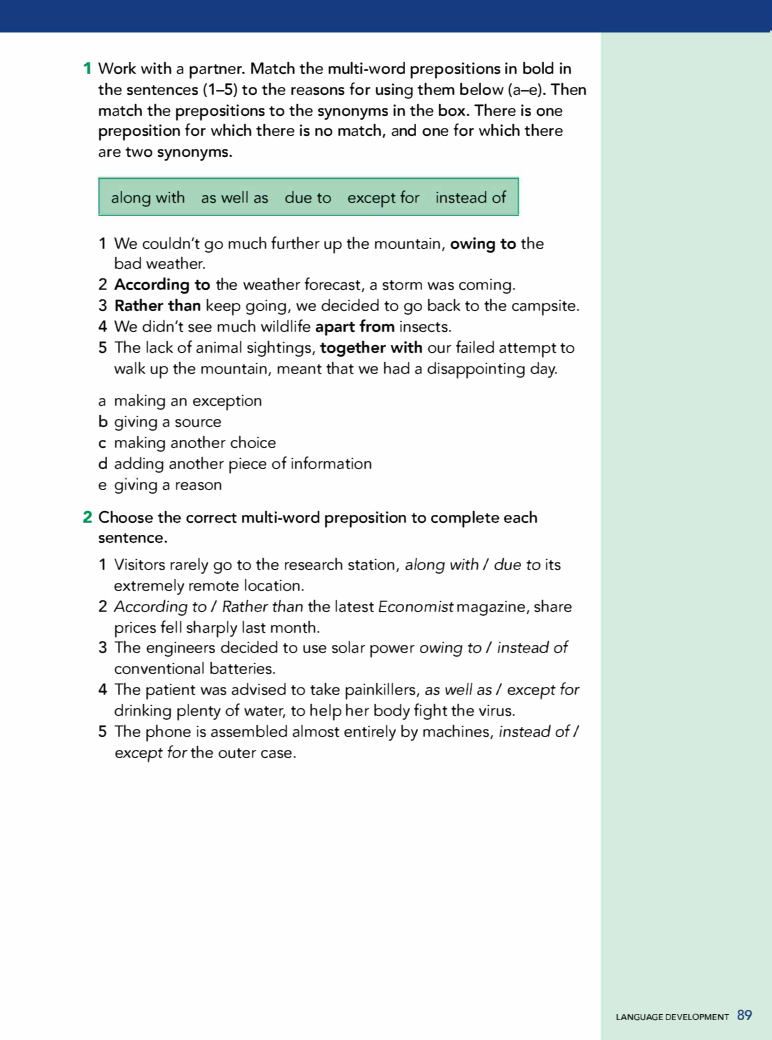 1 Work with a partner. Match the multi-word prepositions in bold in
the sentences (1–5) to the reasons for using them below (a–e). Then
match the prepositions to the synonyms in the box. There is one
preposition for which there is no match, and one for which there
are two synonyms.
along with as well as due to except for instead of
1 We couldn't go much further up the mountain, owing to the
bad weather.
2 According to the weather forecast, a storm was coming.
3 Rather than keep going, we decided to go back to the campsite.
4 We didn't see much wildlife apart from insects.
5 The lack of animal sightings, together with our failed attempt to
walk up the mountain, meant that we had a disappointing day.
a making an exception
b giving a source
c making another choice
d adding another piece of information
e giving a reason
2 Choose the correct multi-word preposition to complete each
sentence.
1 Visitors rarely go to the research station, along with / due to its
extremely remote location.
2 According to / Rather than the latest Economist magazine, share
prices fell sharply last month.
3 The engineers decided to use solar power owing to / instead of
conventional batteries.
4 The patient was advised to take painkillers, as well as / except for
drinking plenty of water, to help her body fight the virus.
5 The phone is assembled almost entirely by machines, instead of /
except for the outer case.
LANGUAGE DEVELOPMENT 89